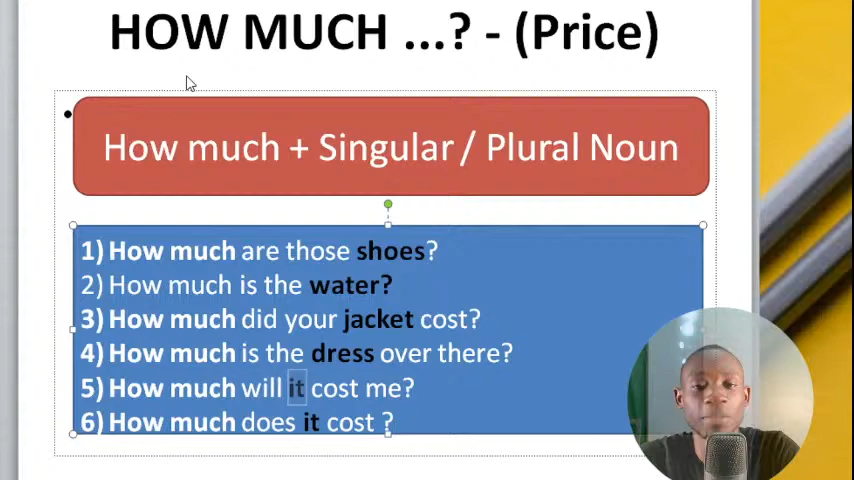 HOW MUCH ...? - (Price)
How much + Singular / Plural Noun
1) How much are those shoes?
2) How much is the water?
3) How much did your jacket cost?
4) How much is the dress over there?
5) How much will it cost me?
6) How much does it cost ?